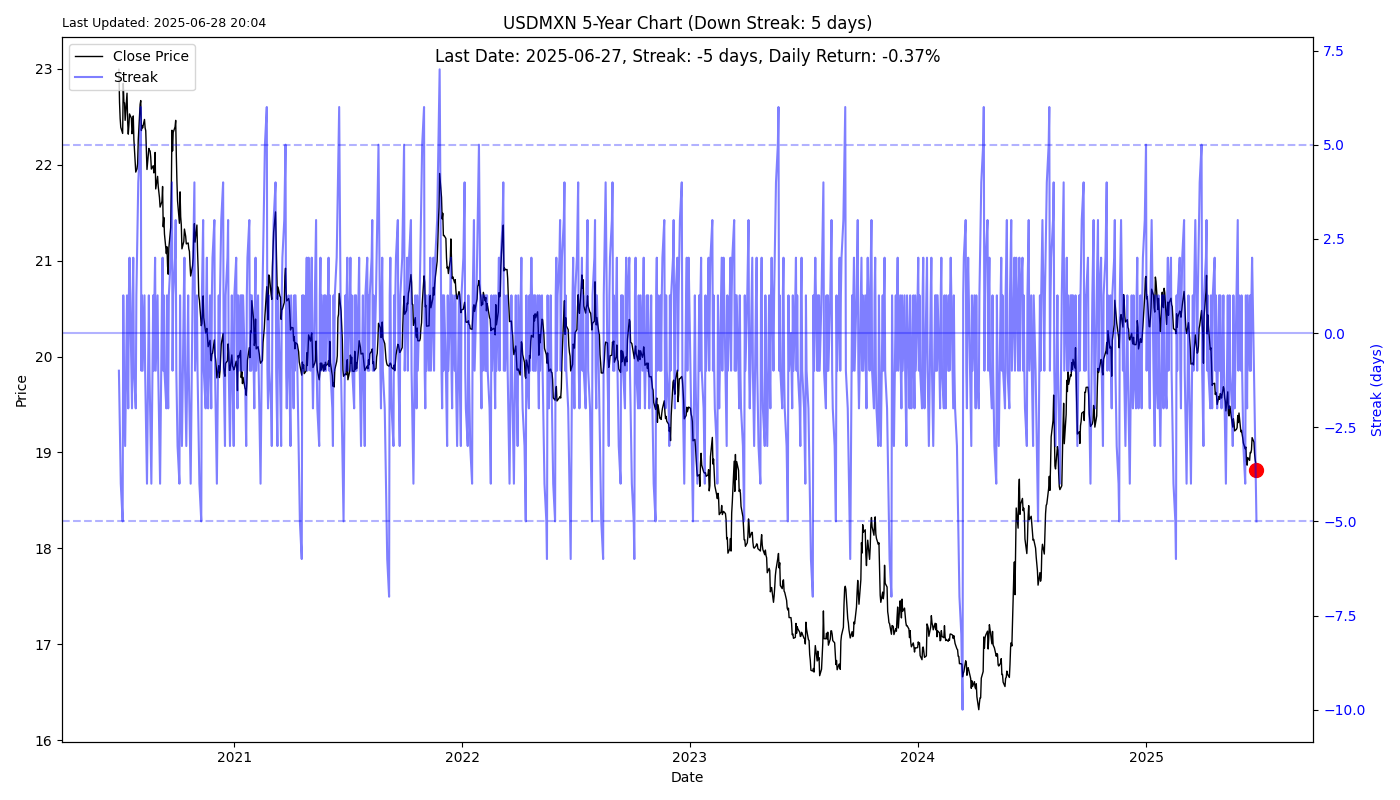 Last Updated: 2025-06-28 20:04
USDMXN 5-Year Chart (Down Streak: 5 days)
Last Date: 2025-06-27, Streak: -5 days, Daily Return: -0.37%
Close Price
Streak
23
22
21
20
19
18
17
16
Price
7.5
5.0
2.5
0.0
−2.5
−5.0
−7.5
−10.0
Streak (days)
2021
2022
2023
2024
2025
Date